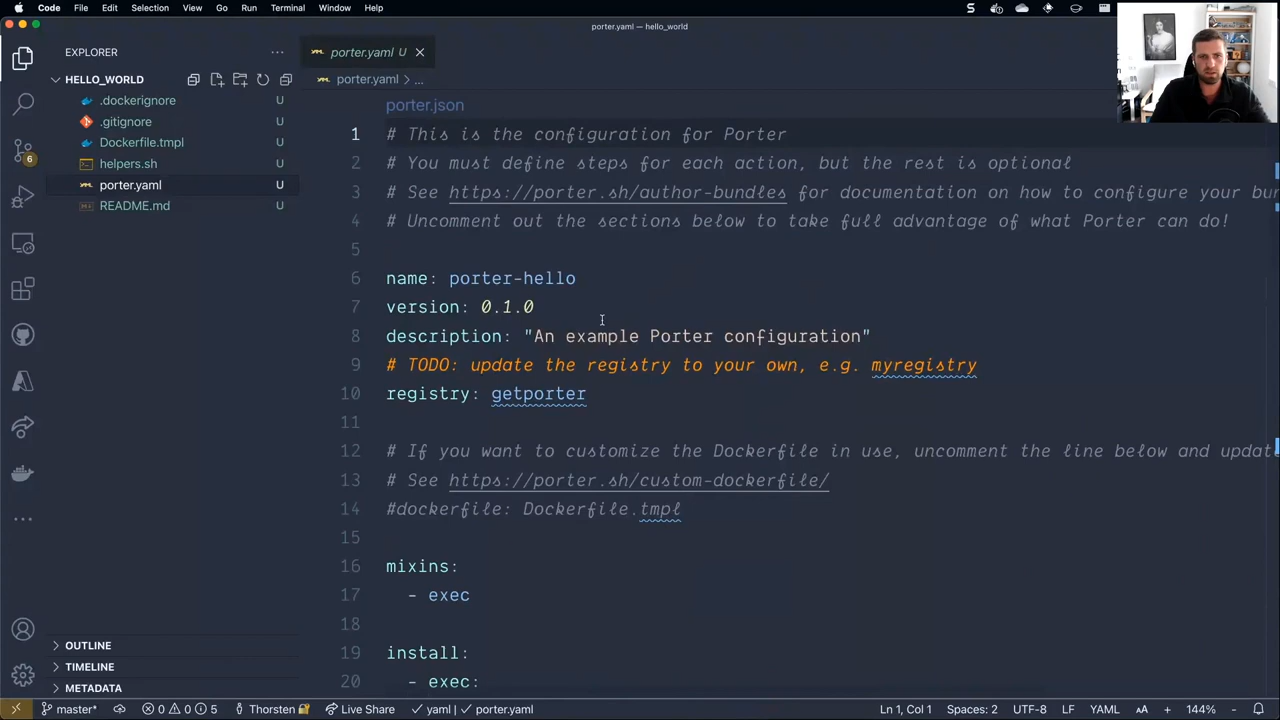 Code File Edit Selection View Go Run Terminal Window Help
porter.yaml — hello_world
EXPLORER
HELLO_WORLD
.dockerignore U
.gitignore U
Dockerfile.tmpl U
helpers.sh U
porter.yaml U
README.md U
6
OUTLINE
TIMELINE
METADATA
porter.yaml U
porter.yaml > ...
porter.json
1 # This is the configuration for Porter
2 # You must define steps for each action, but the rest is optional
3 # See https://porter.sh/author-bundles for documentation on how to configure your bun
4 # Uncomment out the sections below to take full advantage of what Porter can do!
5
6 name: porter-hello
7 version: 0.1.0
8 description: "An example Porter configuration"
9 # TODO: update the registry to your own, e.g. myregistry
10 registry: getporter
11
12 # If you want to customize the Dockerfile in use, uncomment the line below and updat
13 # See https://porter.sh/custom-dockerfile/
14 #dockerfile: Dockerfile.tmpl
15
16 mixins:
17 - exec
18
19 install:
20 - exec:
master* 0 0 5 Thorsten Live Share yaml | porter.yaml Ln 1, Col 1 Spaces: 2 UTF-8 LF YAML AA + 144% -